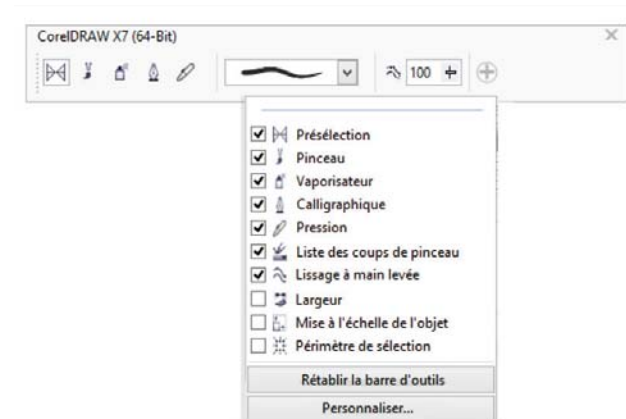 CorelDRAW X7 (64-Bit)
100
Présélection
Pinceau
Vaporisateur
Calligraphique
Pression
Liste des coups de pinceau
Lissage à main levée
Largeur
Mise à l'échelle de l'objet
Périmètre de sélection
Rétablir la barre d'outils
Personnaliser...